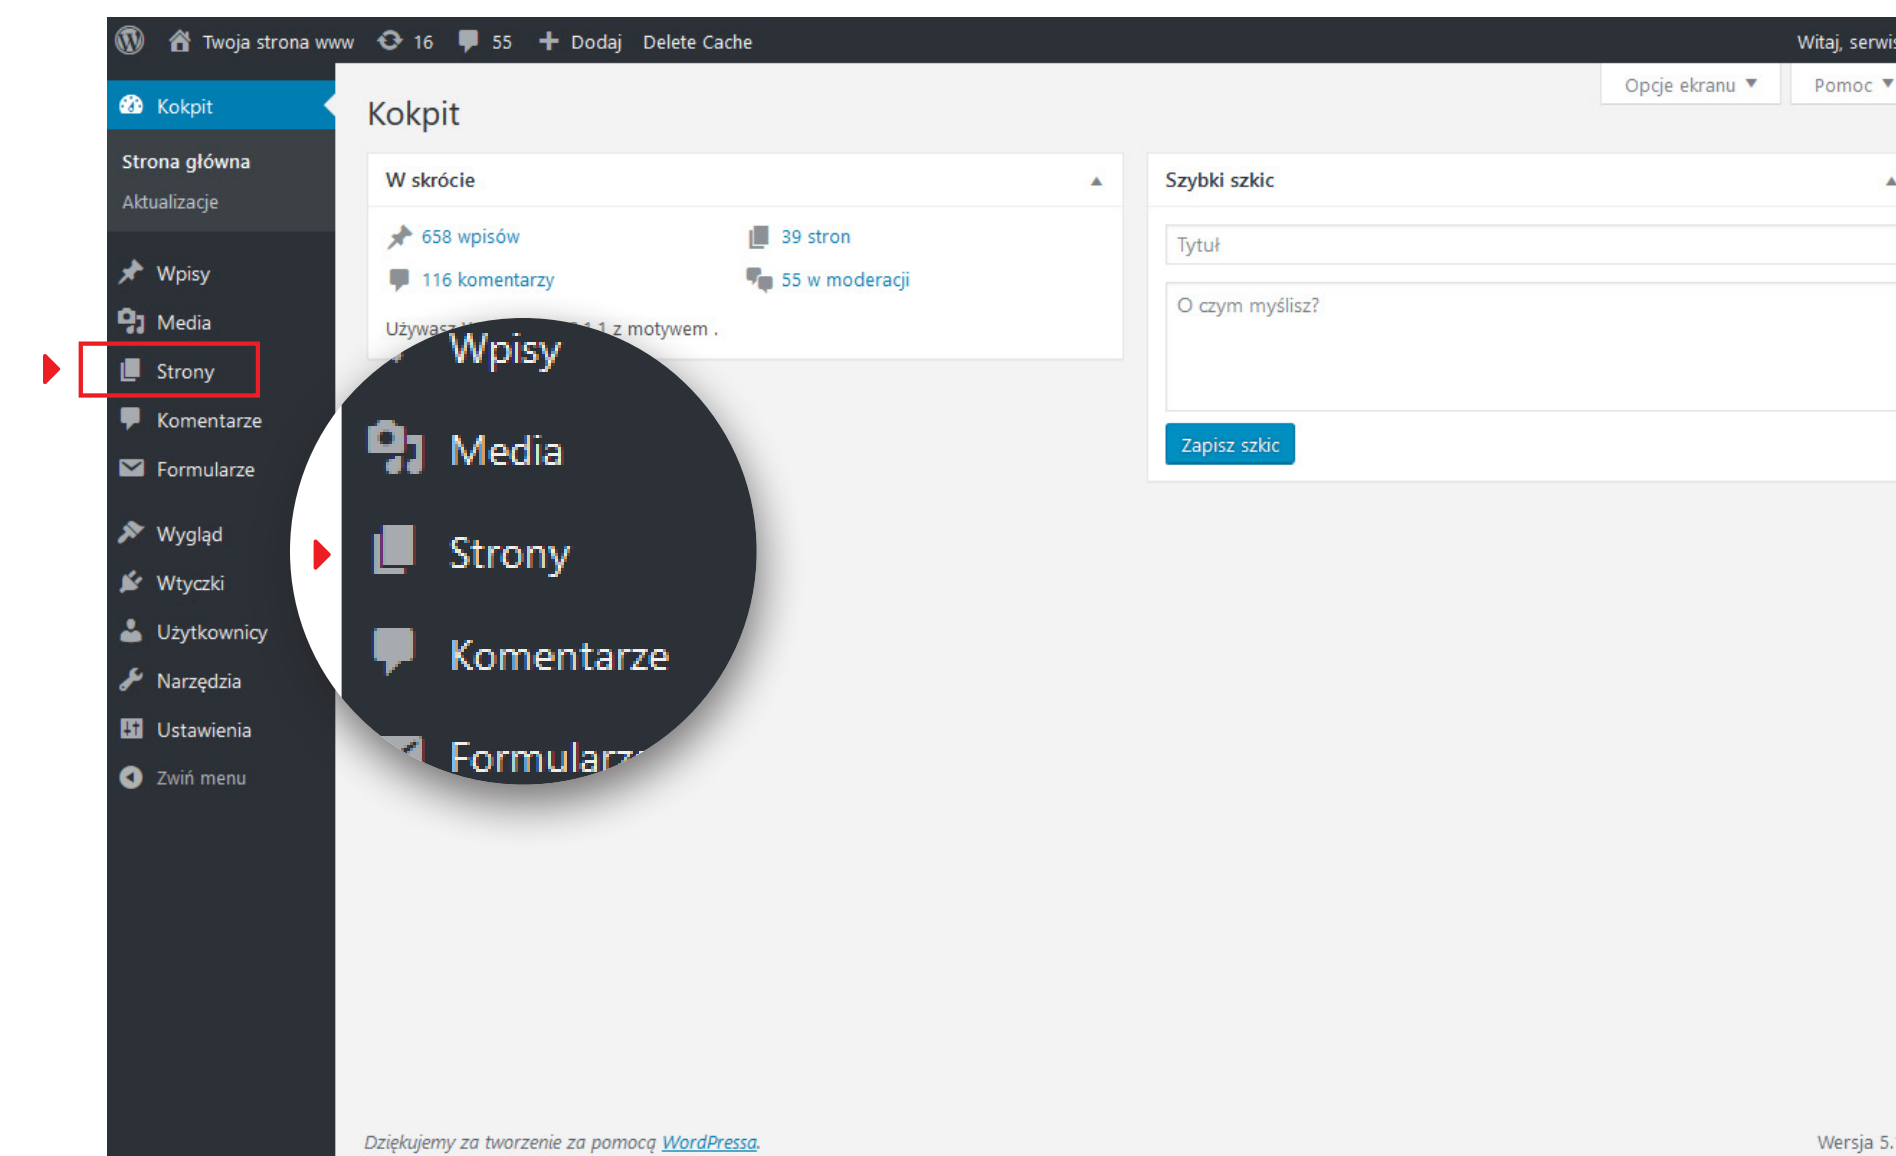 Twoja strona www 16 55 Dodaj Delete Cache Witaj, serwis
Opcje ekranu Pomoc
Kokpit
Strona główna
Aktualizacje
Wpisy
Media
Strony
Komentarze
Formularze
Wygląd
Wtyczki
Użytkownicy
Narzędzia
Ustawienia
Zwiń menu
Kokpit
W skrócie
658 wpisów 39 stron
116 komentarzy 55 w moderacji
Używasz z motywem .
Szybki szkic
Tytuł
O czym myślisz?
Zapisz szkic
Wpisy
Media
Strony
Komentarze
Formularze
Dziękujemy za tworzenie za pomocą WordPressa.
Wersja 5.